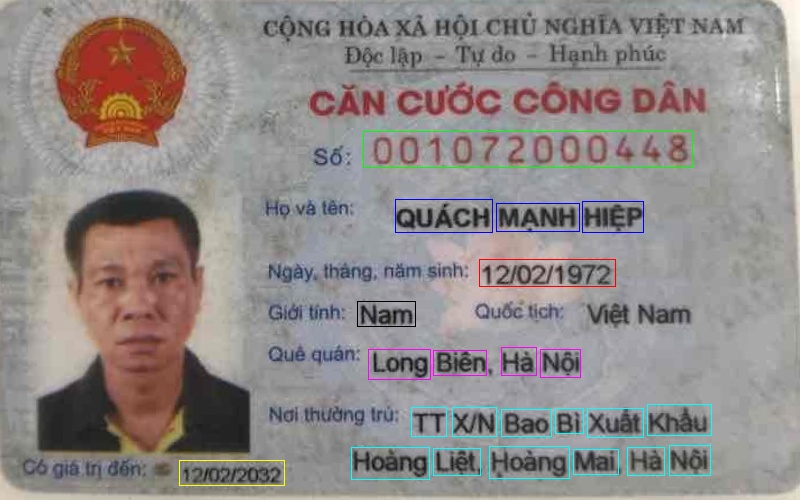 CỘNG HÒA XÃ HỘI CHỦ NGHĨA VIỆT NAM
Độc lập - Tự do - Hạnh phúc
CĂN CƯỚC CÔNG DÂN
Số: 001072000448
Họ và tên: QUÁCH MẠNH HIỆP
Ngày, tháng, năm sinh: 12/02/1972
Giới tính: Nam Quốc tịch: Việt Nam
Quê quán: Long Biên, Hà Nội
Nơi thường trú: TT X/N Bao Bì Xuất Khẩu
Hoàng Liệt, Hoàng Mai, Hà Nội
Có giá trị đến: 12/02/2032